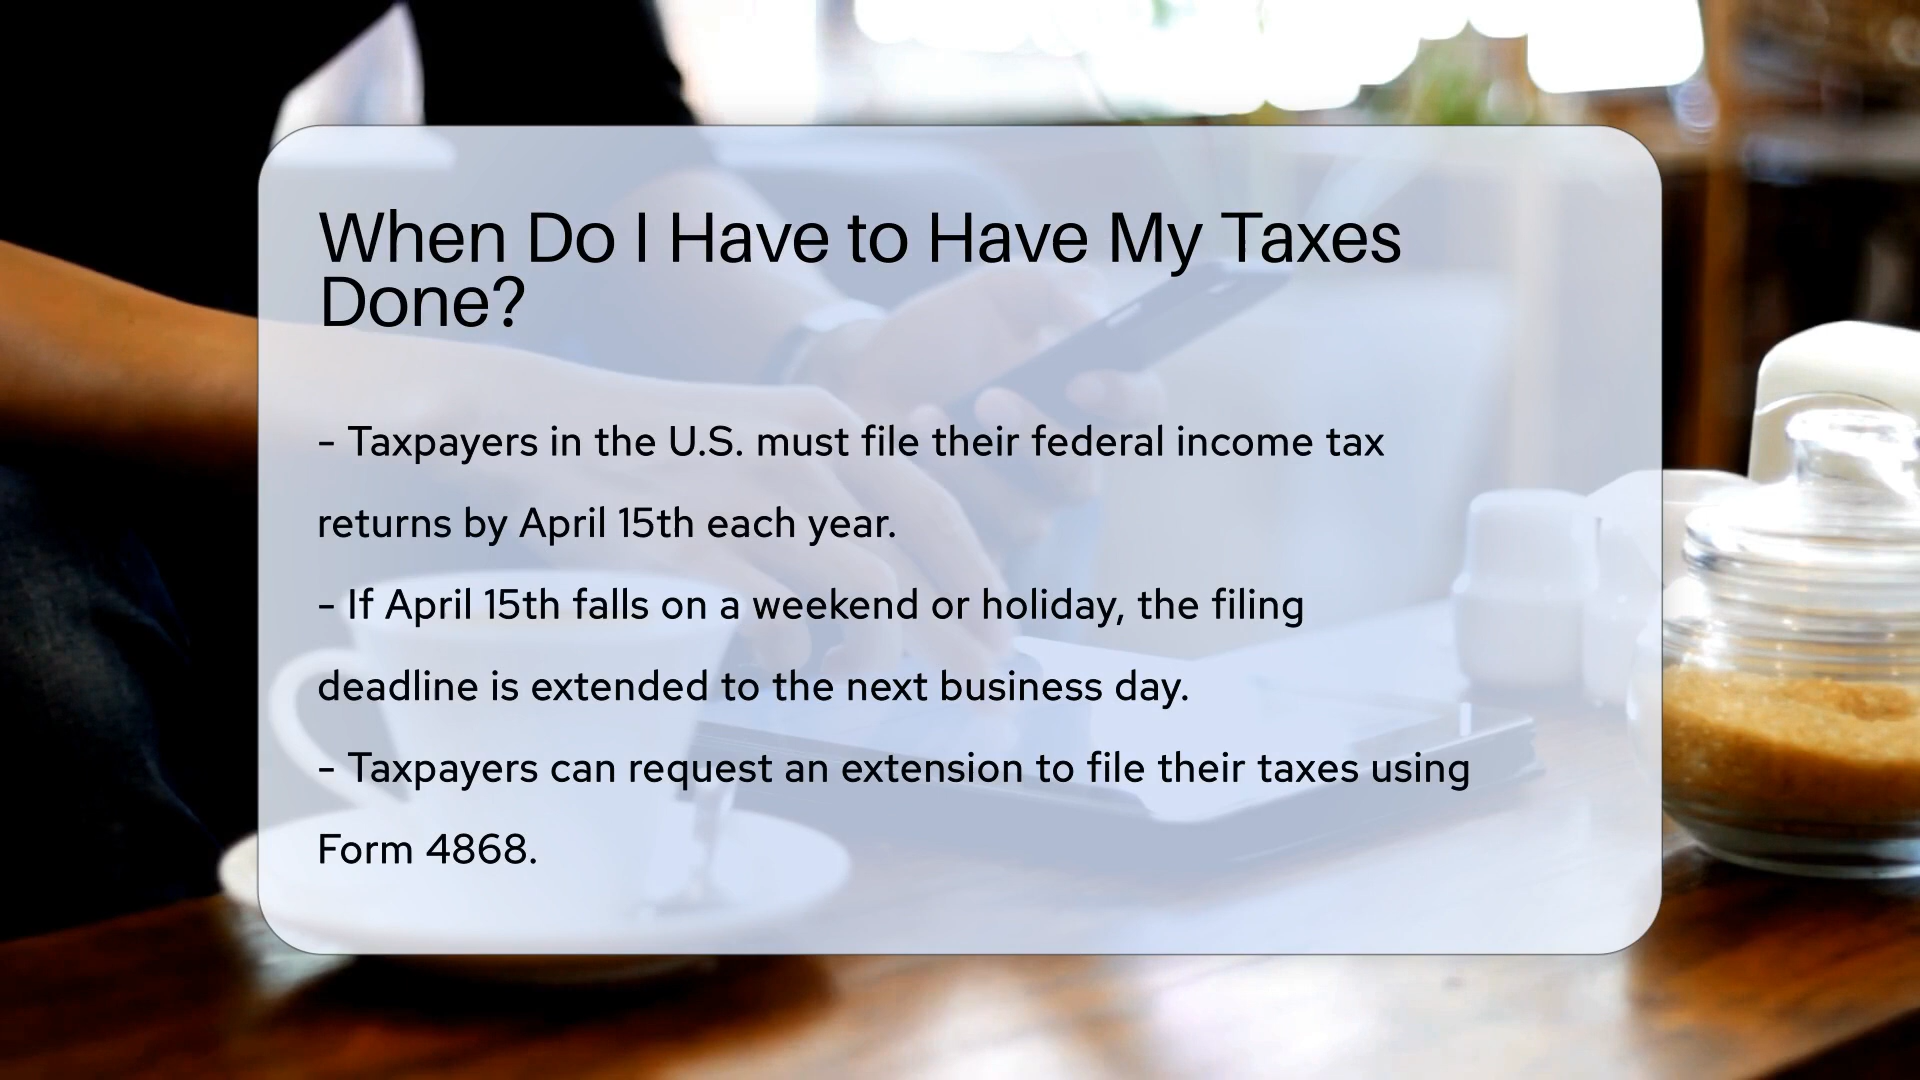 When Do I Have to Have My Taxes
Done?
- Taxpayers in the U.S. must file their federal income tax
returns by April 15th each year.
- If April 15th falls on a weekend or holiday, the filing
deadline is extended to the next business day.
- Taxpayers can request an extension to file their taxes using
Form 4868.